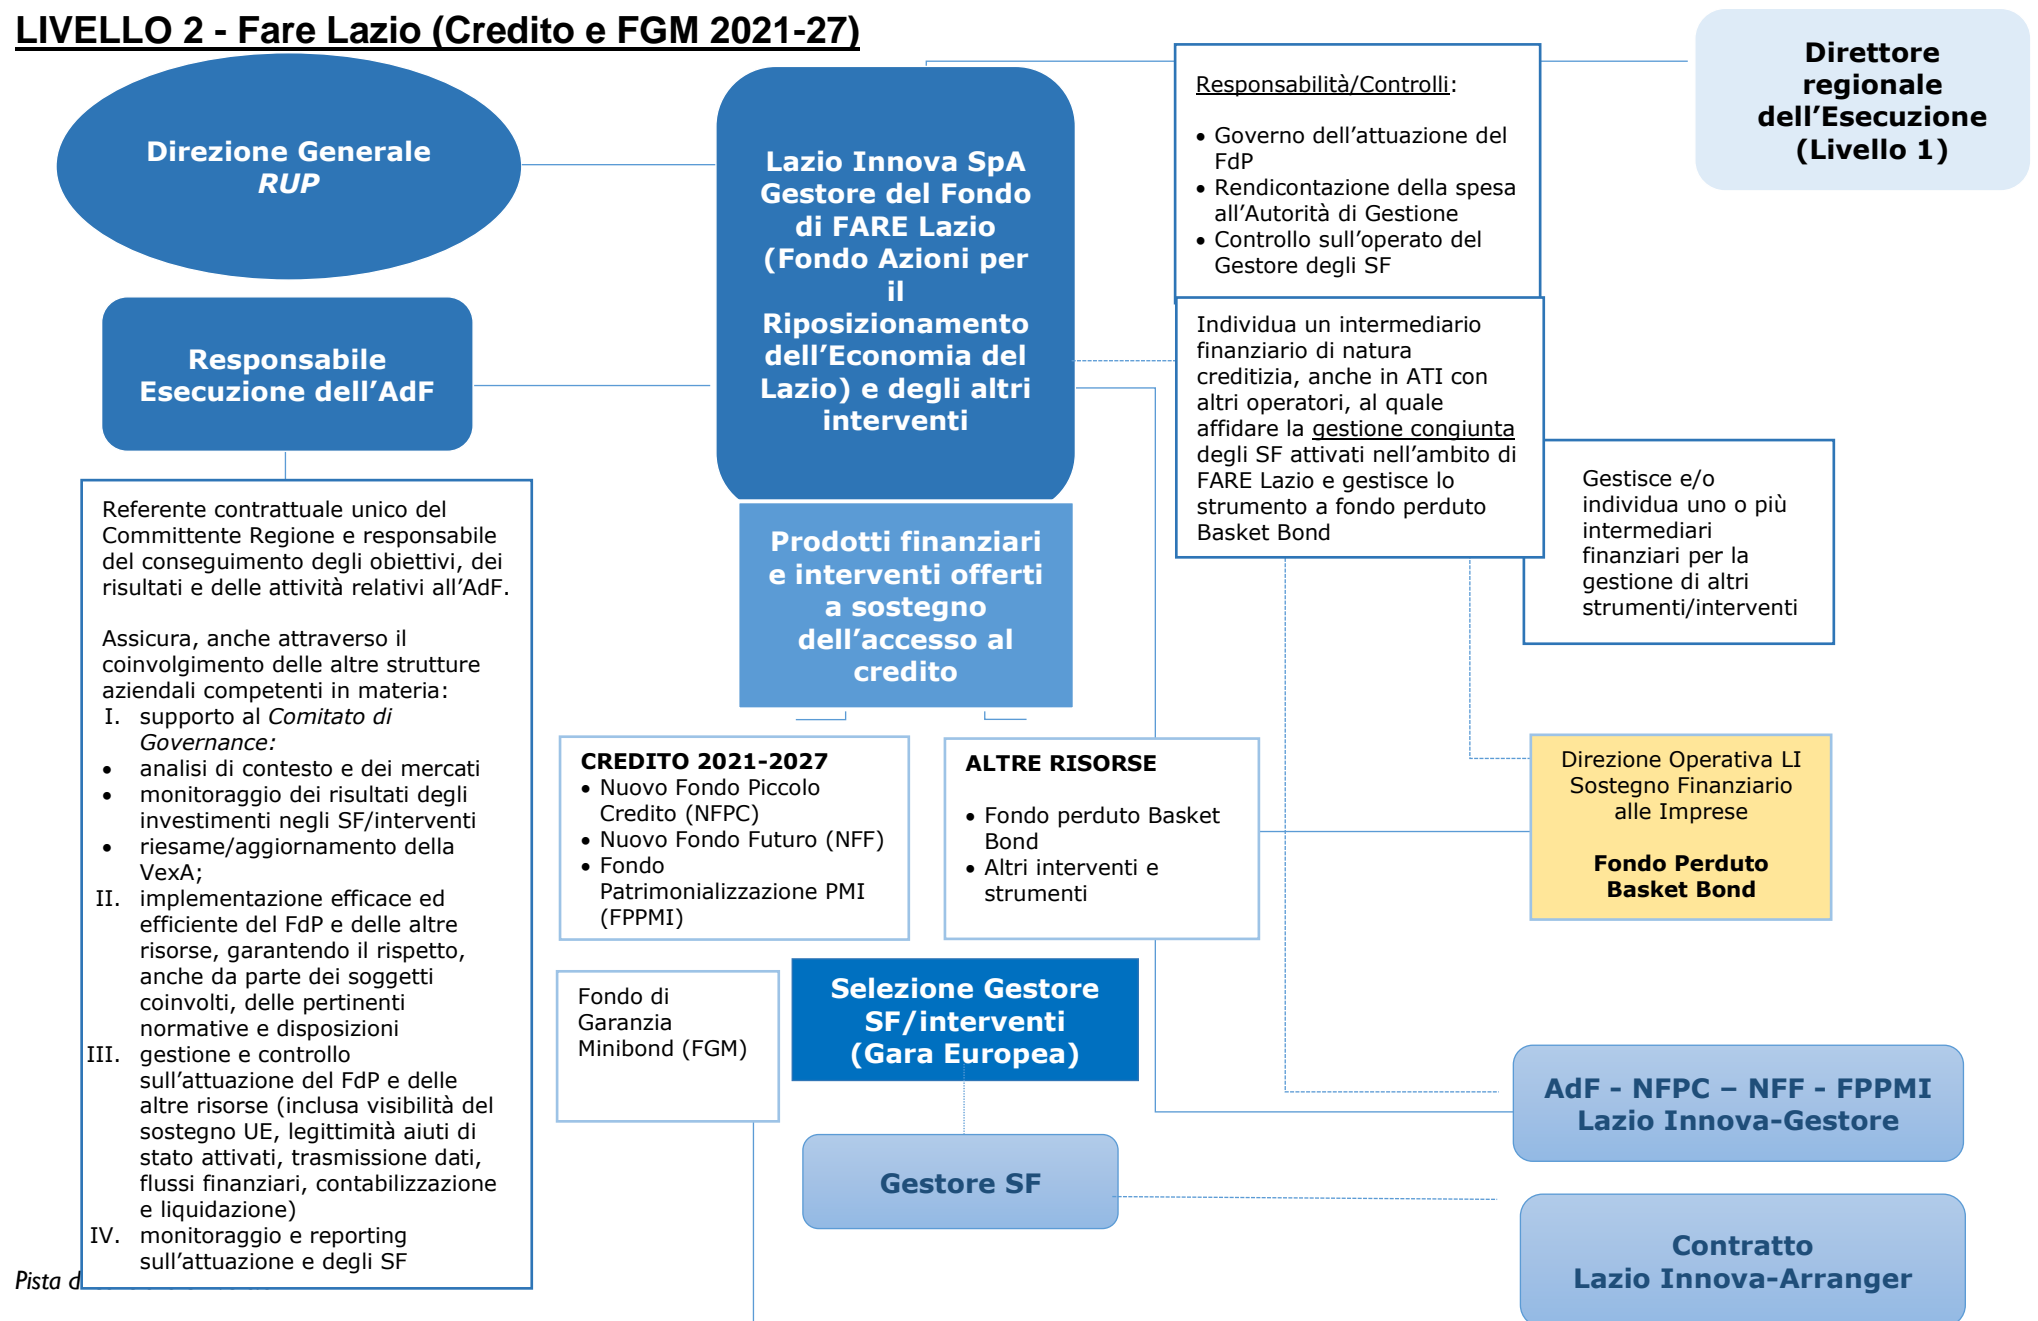 LIVELLO 2 - Fare Lazio (Credito e FGM 2021-27)
Direzione Generale
RUP
Lazio Innova SpA
Gestore del Fondo
di FARE Lazio
(Fondo Azioni per
il
Riposizionamento
dell’Economia del
Lazio) e degli altri
interventi
Responsabilità/Controlli:
• Governo dell’attuazione del
FdP
• Rendicontazione della spesa
all’Autorità di Gestione
• Controllo sull’operato del
Gestore degli SF
Direttore
regionale
dell’Esecuzione
(Livello 1)
Responsabile
Esecuzione dell’AdF
Individua un intermediario
finanziario di natura
creditizia, anche in ATI con
altri operatori, al quale
affidare la gestione congiunta
degli SF attivati nell’ambito di
FARE Lazio e gestisce lo
strumento a fondo perduto
Basket Bond
Gestisce e/o
individua uno o più
intermediari
finanziari per la
gestione di altri
strumenti/interventi
Referente contrattuale unico del
Committente Regione e responsabile
del conseguimento degli obiettivi, dei
risultati e delle attività relativi all’AdF.
Assicura, anche attraverso il
coinvolgimento delle altre strutture
aziendali competenti in materia:
I. supporto al Comitato di
Governance:
• analisi di contesto e dei mercati
• monitoraggio dei risultati degli
investimenti negli SF/interventi
• riesame/aggiornamento della
VexA;
II. implementazione efficace ed
efficiente del FdP e delle altre
risorse, garantendo il rispetto,
anche da parte dei soggetti
coinvolti, delle pertinenti
normative e disposizioni
III. gestione e controllo
sull’attuazione del FdP e delle
altre risorse (inclusa visibilità del
sostegno UE, legittimità aiuti di
stato attivati, trasmissione dati,
flussi finanziari, contabilizzazione
e liquidazione)
IV. monitoraggio e reporting
sull’attuazione e degli SF
Prodotti finanziari
e interventi offerti
a sostegno
dell’accesso al
credito
CREDITO 2021-2027
• Nuovo Fondo Piccolo
Credito (NFPC)
• Nuovo Fondo Futuro (NFF)
• Fondo
Patrimonializzazione PMI
(FPPMI)
ALTRE RISORSE
• Fondo perduto Basket
Bond
• Altri interventi e
strumenti
Direzione Operativa LI
Sostegno Finanziario
alle Imprese
Fondo Perduto
Basket Bond
Fondo di
Garanzia
Minibond (FGM)
Selezione Gestore
SF/interventi
(Gara Europea)
AdF - NFPC – NFF - FPPMI
Lazio Innova-Gestore
Gestore SF
Contratto
Lazio Innova-Arranger
Pista